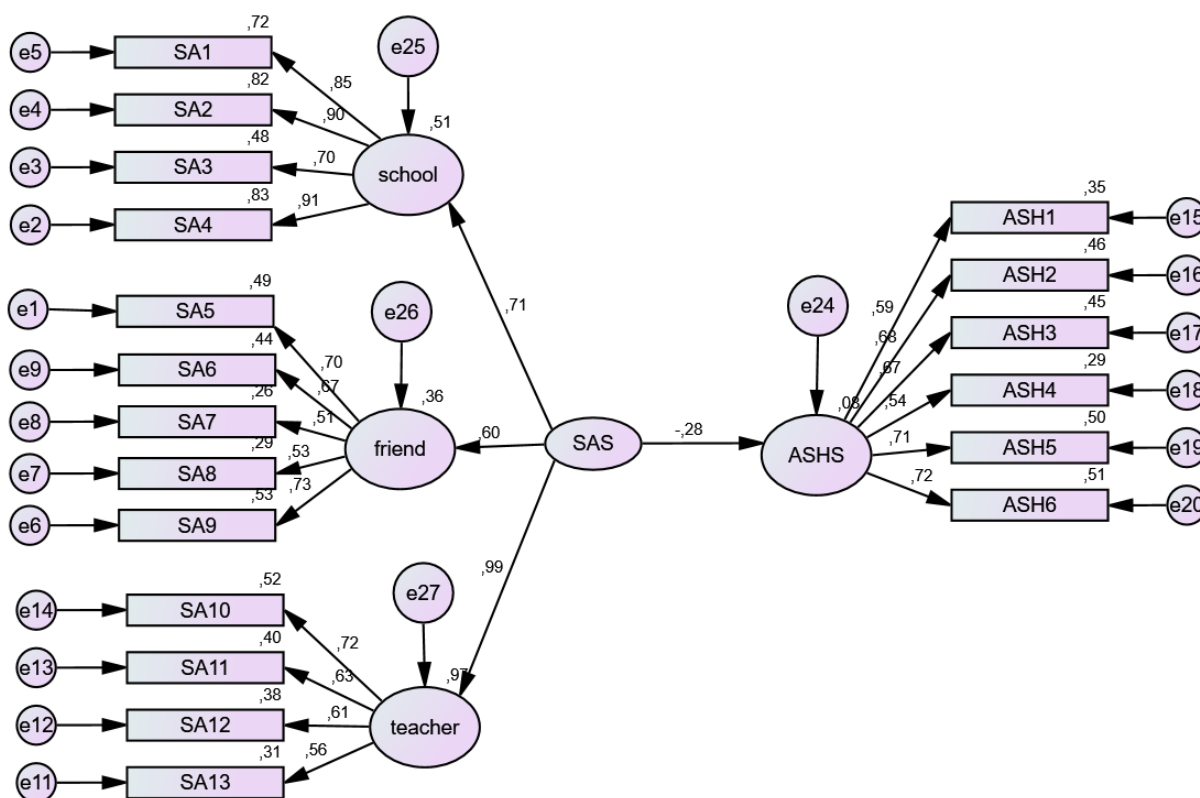 ,72
e5
SA1
e25
,85
,82
e4
SA2
,90
,51
,48
e3
SA3
,70
school
,83
e2
SA4
,91
,49
e1
SA5
e26
,71
,44
e9
SA6
,70
,67
,36
,26
e8
SA7
,51
,29
e7
SA8
,53
friend
,60
SAS
,53
e6
SA9
,73
-,28
e24
,08
ASHS
,35
ASH1
e15
,59
,46
ASH2
e16
,68
,45
ASH3
e17
,67
,29
ASH4
e18
,54
,50
ASH5
e19
,71
,51
ASH6
e20
,72
,99
,52
e14
SA10
e27
,72
,40
e13
SA11
,63
,97
,38
e12
SA12
,61
teacher
,31
e11
SA13
,56